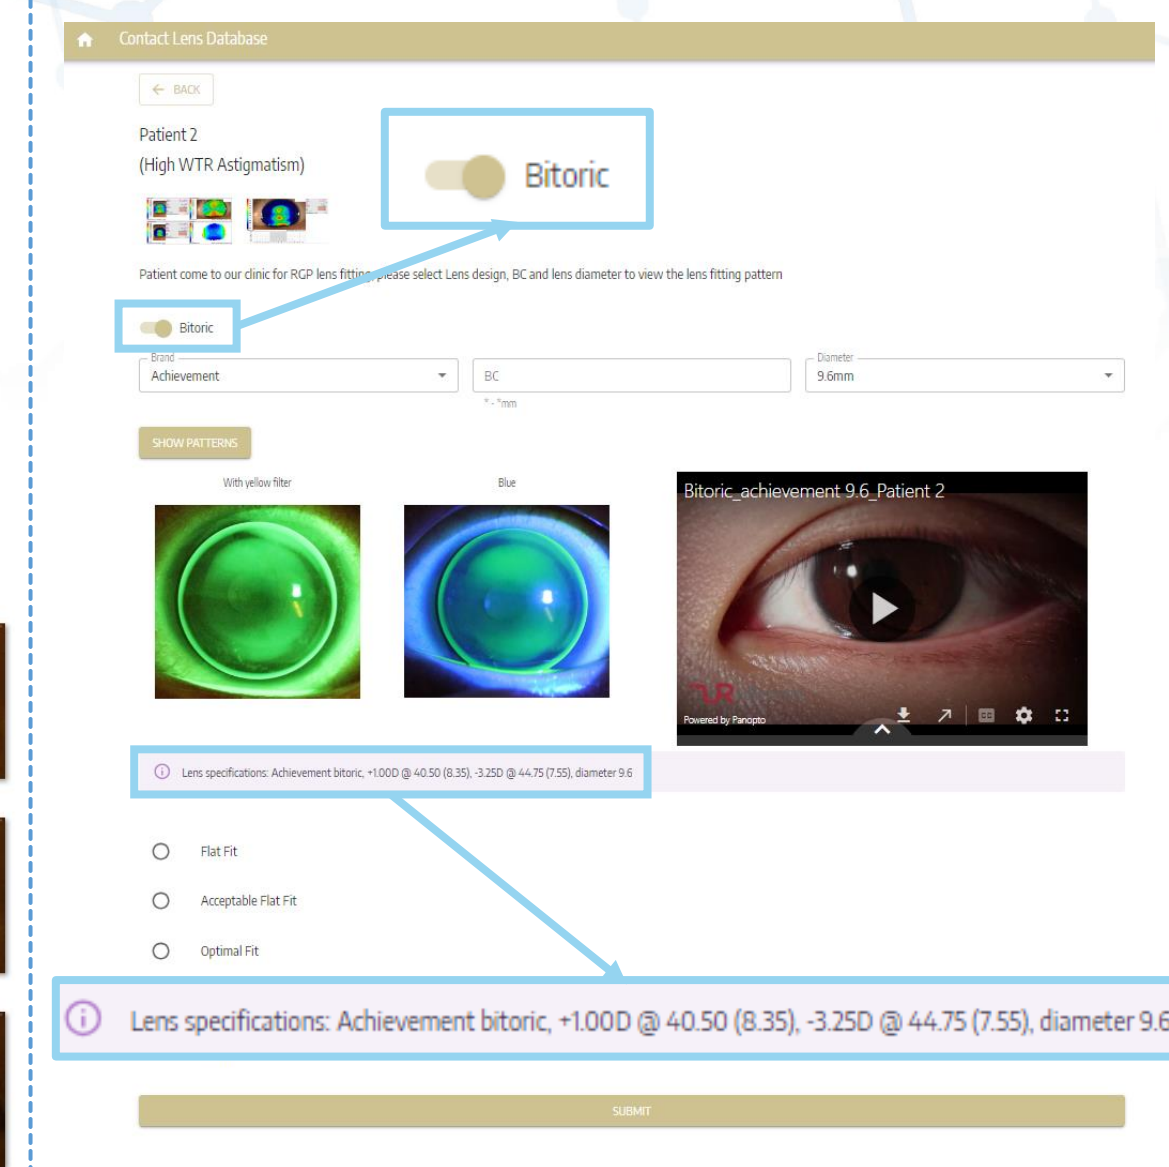 Contact Lens Database
← BACK
Patient 2
(High WTR Astigmatism)
Bitoric
Patient come to our clinic for RGP lens fitting, please select Lens design, BC and lens diameter to view the lens fitting pattern
Bitoric
Brand
Achievement
BC
* - *mm
Diameter
9.6mm
SHOW PATTERNS
With yellow filter
Blue
Bitoric_achievement 9.6_Patient 2
Powered by Panopto
CC
Lens specifications: Achievement bitoric, +1.00D @ 40.50 (8.35), -3.25D @ 44.75 (7.55), diameter 9.6
Flat Fit
Acceptable Flat Fit
Optimal Fit
Lens specifications: Achievement bitoric, +1.00D @ 40.50 (8.35), -3.25D @ 44.75 (7.55), diameter 9.6
SUBMIT